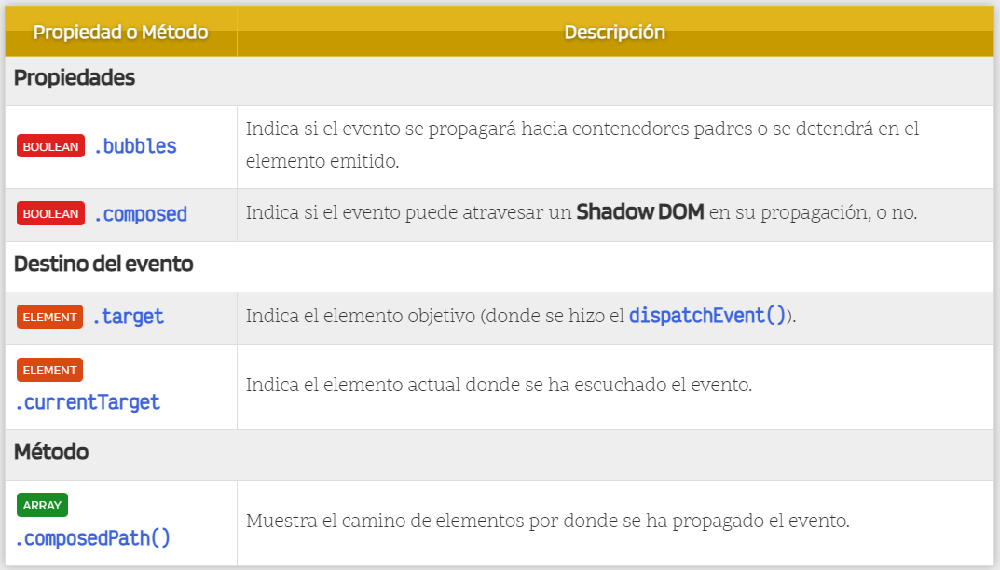 Propiedad o Método Descripción
Propiedades
BOOLEAN .bubbles
Indica si el evento se propagará hacia contenedores padres o se detendrá en el
elemento emitido.
BOOLEAN .composed
Indica si el evento puede atravesar un Shadow DOM en su propagación, o no.
Destino del evento
ELEMENT .target
Indica el elemento objetivo (donde se hizo el dispatchEvent()).
ELEMENT
.currentTarget
Indica el elemento actual donde se ha escuchado el evento.
Método
ARRAY
.composedPath()
Muestra el camino de elementos por donde se ha propagado el evento.